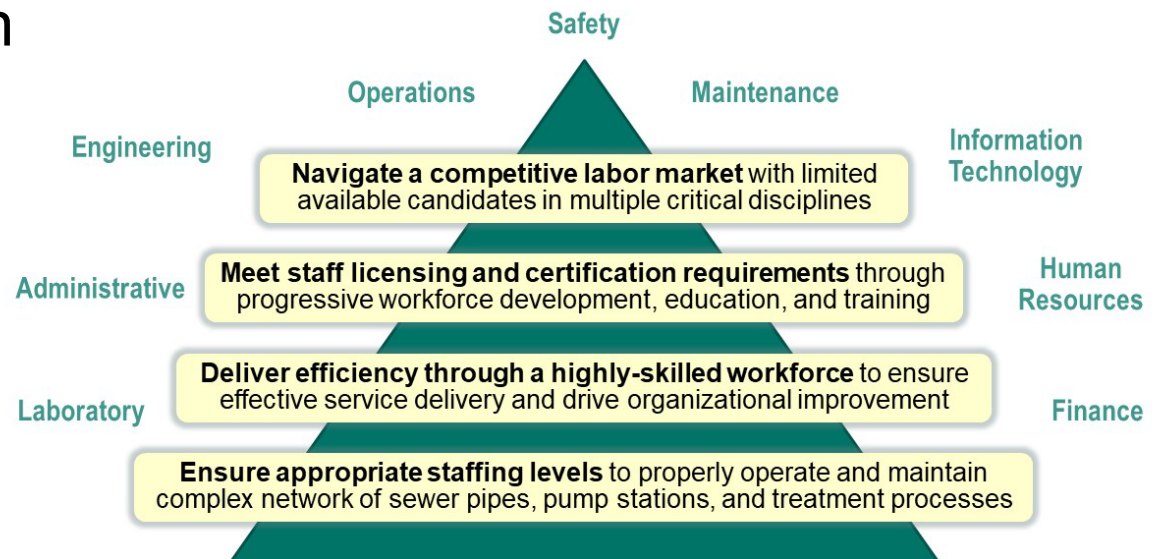 n
Safety
Operations
Maintenance
Engineering
Information
Technology
Navigate a competitive labor market with limited
available candidates in multiple critical disciplines
Administrative
Meet staff licensing and certification requirements through
progressive workforce development, education, and training
Human
Resources
Deliver efficiency through a highly-skilled workforce to ensure
effective service delivery and drive organizational improvement
Laboratory
Finance
Ensure appropriate staffing levels to properly operate and maintain
complex network of sewer pipes, pump stations, and treatment processes